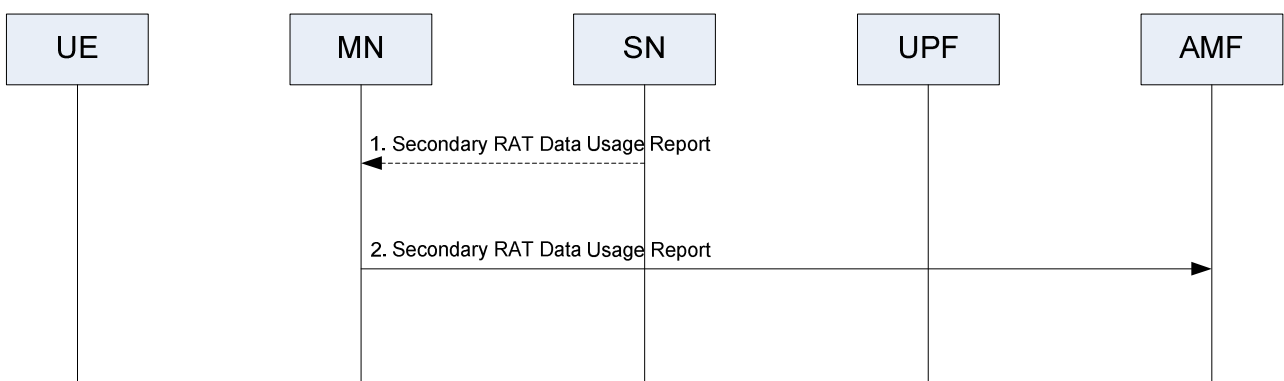 UE
MN
SN
UPF
AMF
1. Secondary RAT Data Usage Report
2. Secondary RAT Data Usage Report